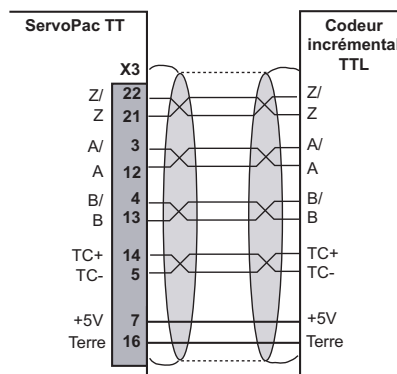 ServoPac TT
Codeur
incrémental
TTL
X3
Z/ 22 Z/
Z 21 Z
A/ 3 A/
A 12 A
B/ 4 B/
B 13 B
TC+ 14 TC+
TC- 5 TC-
+5V 7 +5V
Terre 16 Terre